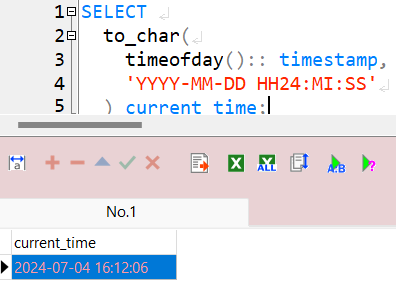 1 SELECT
2 to_char(
3 timeofday():: timestamp,
4 'YYYY-MM-DD HH24:MI:SS'
5 ) current_time;
a
ALL
A.B
?
No.1
current_time
2024-07-04 16:12:06